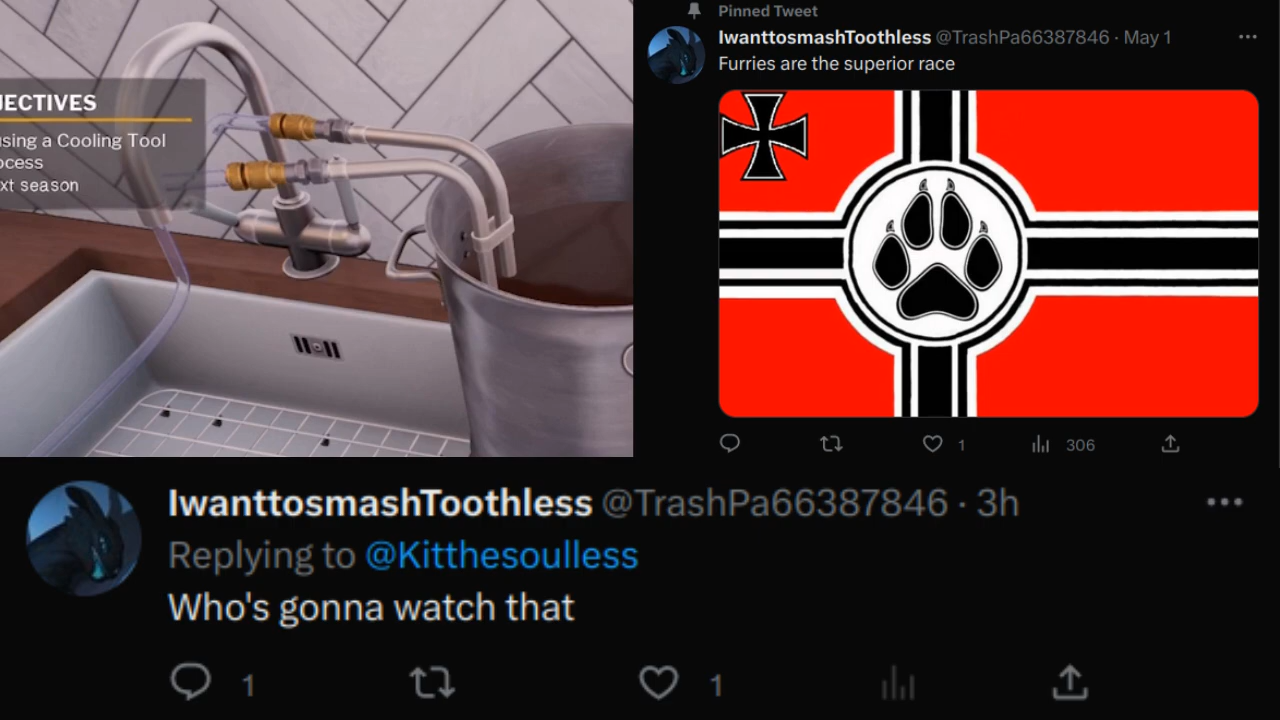 JECTIVES
using a Cooling Tool
ocess
xt season
Pinned Tweet
IwanttosmashToothless @TrashPa66387846 · May 1
Furries are the superior race
1 306
IwanttosmashToothless @TrashPa66387846 · 3h
Replying to @Kitthesoulless
Who's gonna watch that
1 1